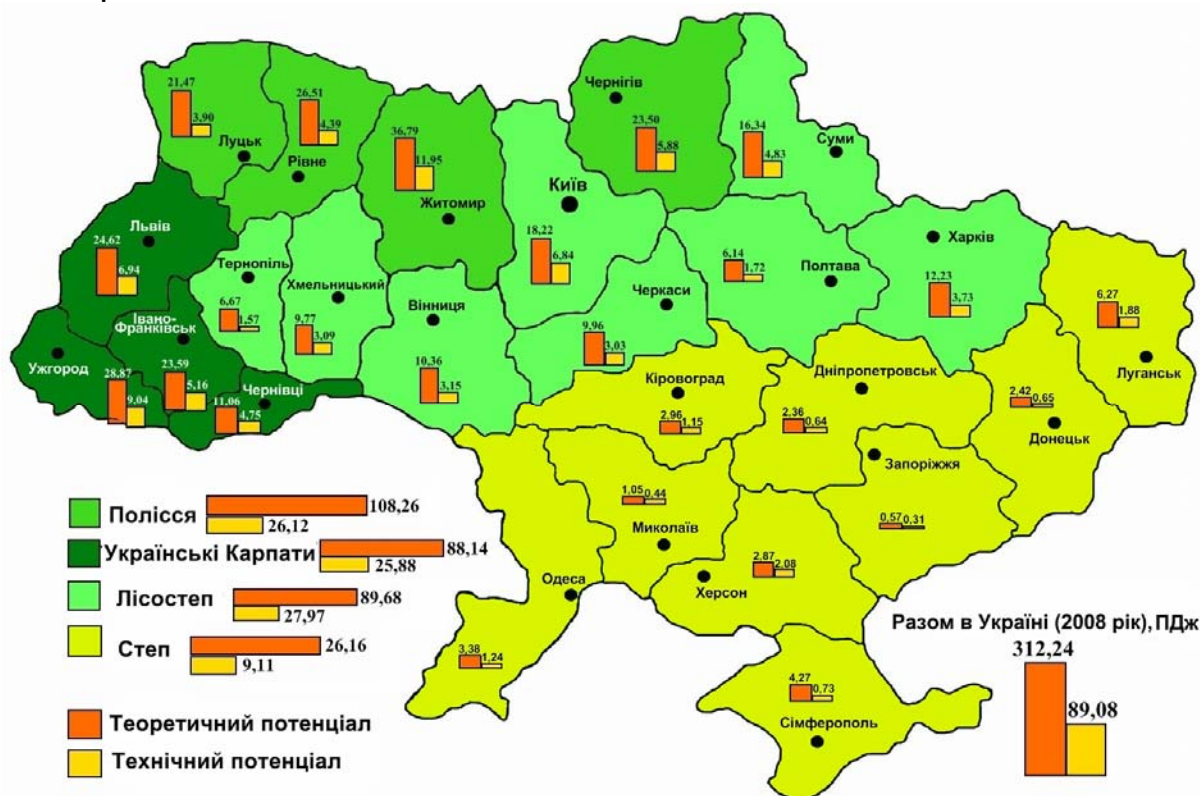 Чернігів
23,50
5,88
21,47
3,90
Луцьк
26,51
4,39
Рівне
36,79
11,95
Житомир
Київ
18,22
6,84
16,34
4,83
Суми
Львів
24,62
6,94
Тернопіль
6,67
1,57
Хмельницький
9,77
3,09
Вінниця
10,36
3,15
Черкаси
9,96
3,03
6,14
1,72
Полтава
Харків
12,23
3,73
6,27
1,88
Луганськ
Івано-
Франківськ
23,59
5,16
Ужгород
28,87
9,04
Чернівці
11,06
4,75
Кіровоград
2,96
1,15
Дніпропетровськ
2,36
0,64
2,42
0,65
Донецьк
Запоріжжя
0,57
0,31
1,05
0,44
Миколаїв
2,87
2,08
Херсон
Одеса
3,38
1,24
4,27
0,73
Сімферополь
Полісся
108,26
26,12
Українські Карпати
88,14
25,88
Лісостеп
89,68
27,97
Степ
26,16
9,11
Теоретичний потенціал
Технічний потенціал
Разом в Україні (2008 рік), ПДж
312,24
89,08